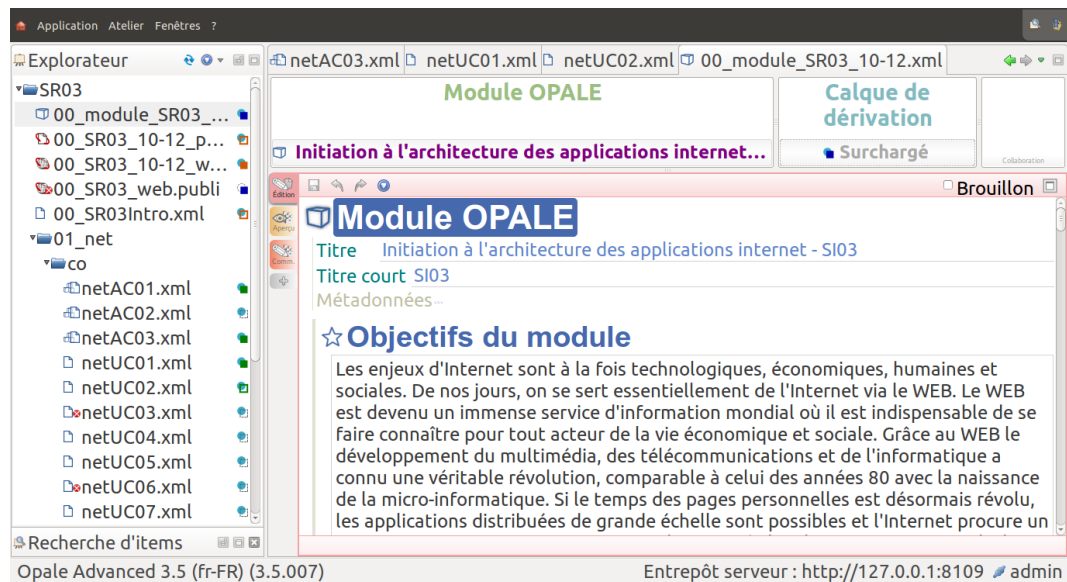 Application Atelier Fenêtres ?
Explorateur
SR03
00_module_SR03_...
00_SR03_10-12_p...
00_SR03_10-12_w...
00_SR03_web.publi
00_SR03Intro.xml
01_net
co
netAC01.xml
netAC02.xml
netAC03.xml
netUC01.xml
netUC02.xml
netUC03.xml
netUC04.xml
netUC05.xml
netUC06.xml
netUC07.xml
Recherche d'items
netAC03.xml netUC01.xml netUC02.xml 00_module_SR03_10-12.xml
Module OPALE
Initiation à l'architecture des applications internet...
Calque de
dérivation
Surchargé
Collaboration
Édition
Aperçu
Comm.
Brouillon
Module OPALE
Titre Initiation à l'architecture des applications internet - SI03
Titre court SI03
Métadonnées...
Objectifs du module
Les enjeux d'Internet sont à la fois technologiques, économiques, humaines et
sociales. De nos jours, on se sert essentiellement de l'Internet via le WEB. Le WEB
est devenu un immense service d'information mondial où il est indispensable de se
faire connaître pour tout acteur de la vie économique et sociale. Grâce au WEB le
développement du multimédia, des télécommunications et de l'informatique a
connu une véritable révolution, comparable à celui des années 80 avec la naissance
de la micro-informatique. Si le temps des pages personnelles est désormais révolu,
les applications distribuées de grande échelle sont possibles et l'Internet procure un
Opale Advanced 3.5 (fr-FR) (3.5.007)
Entrepôt serveur : http://127.0.0.1:8109 admin